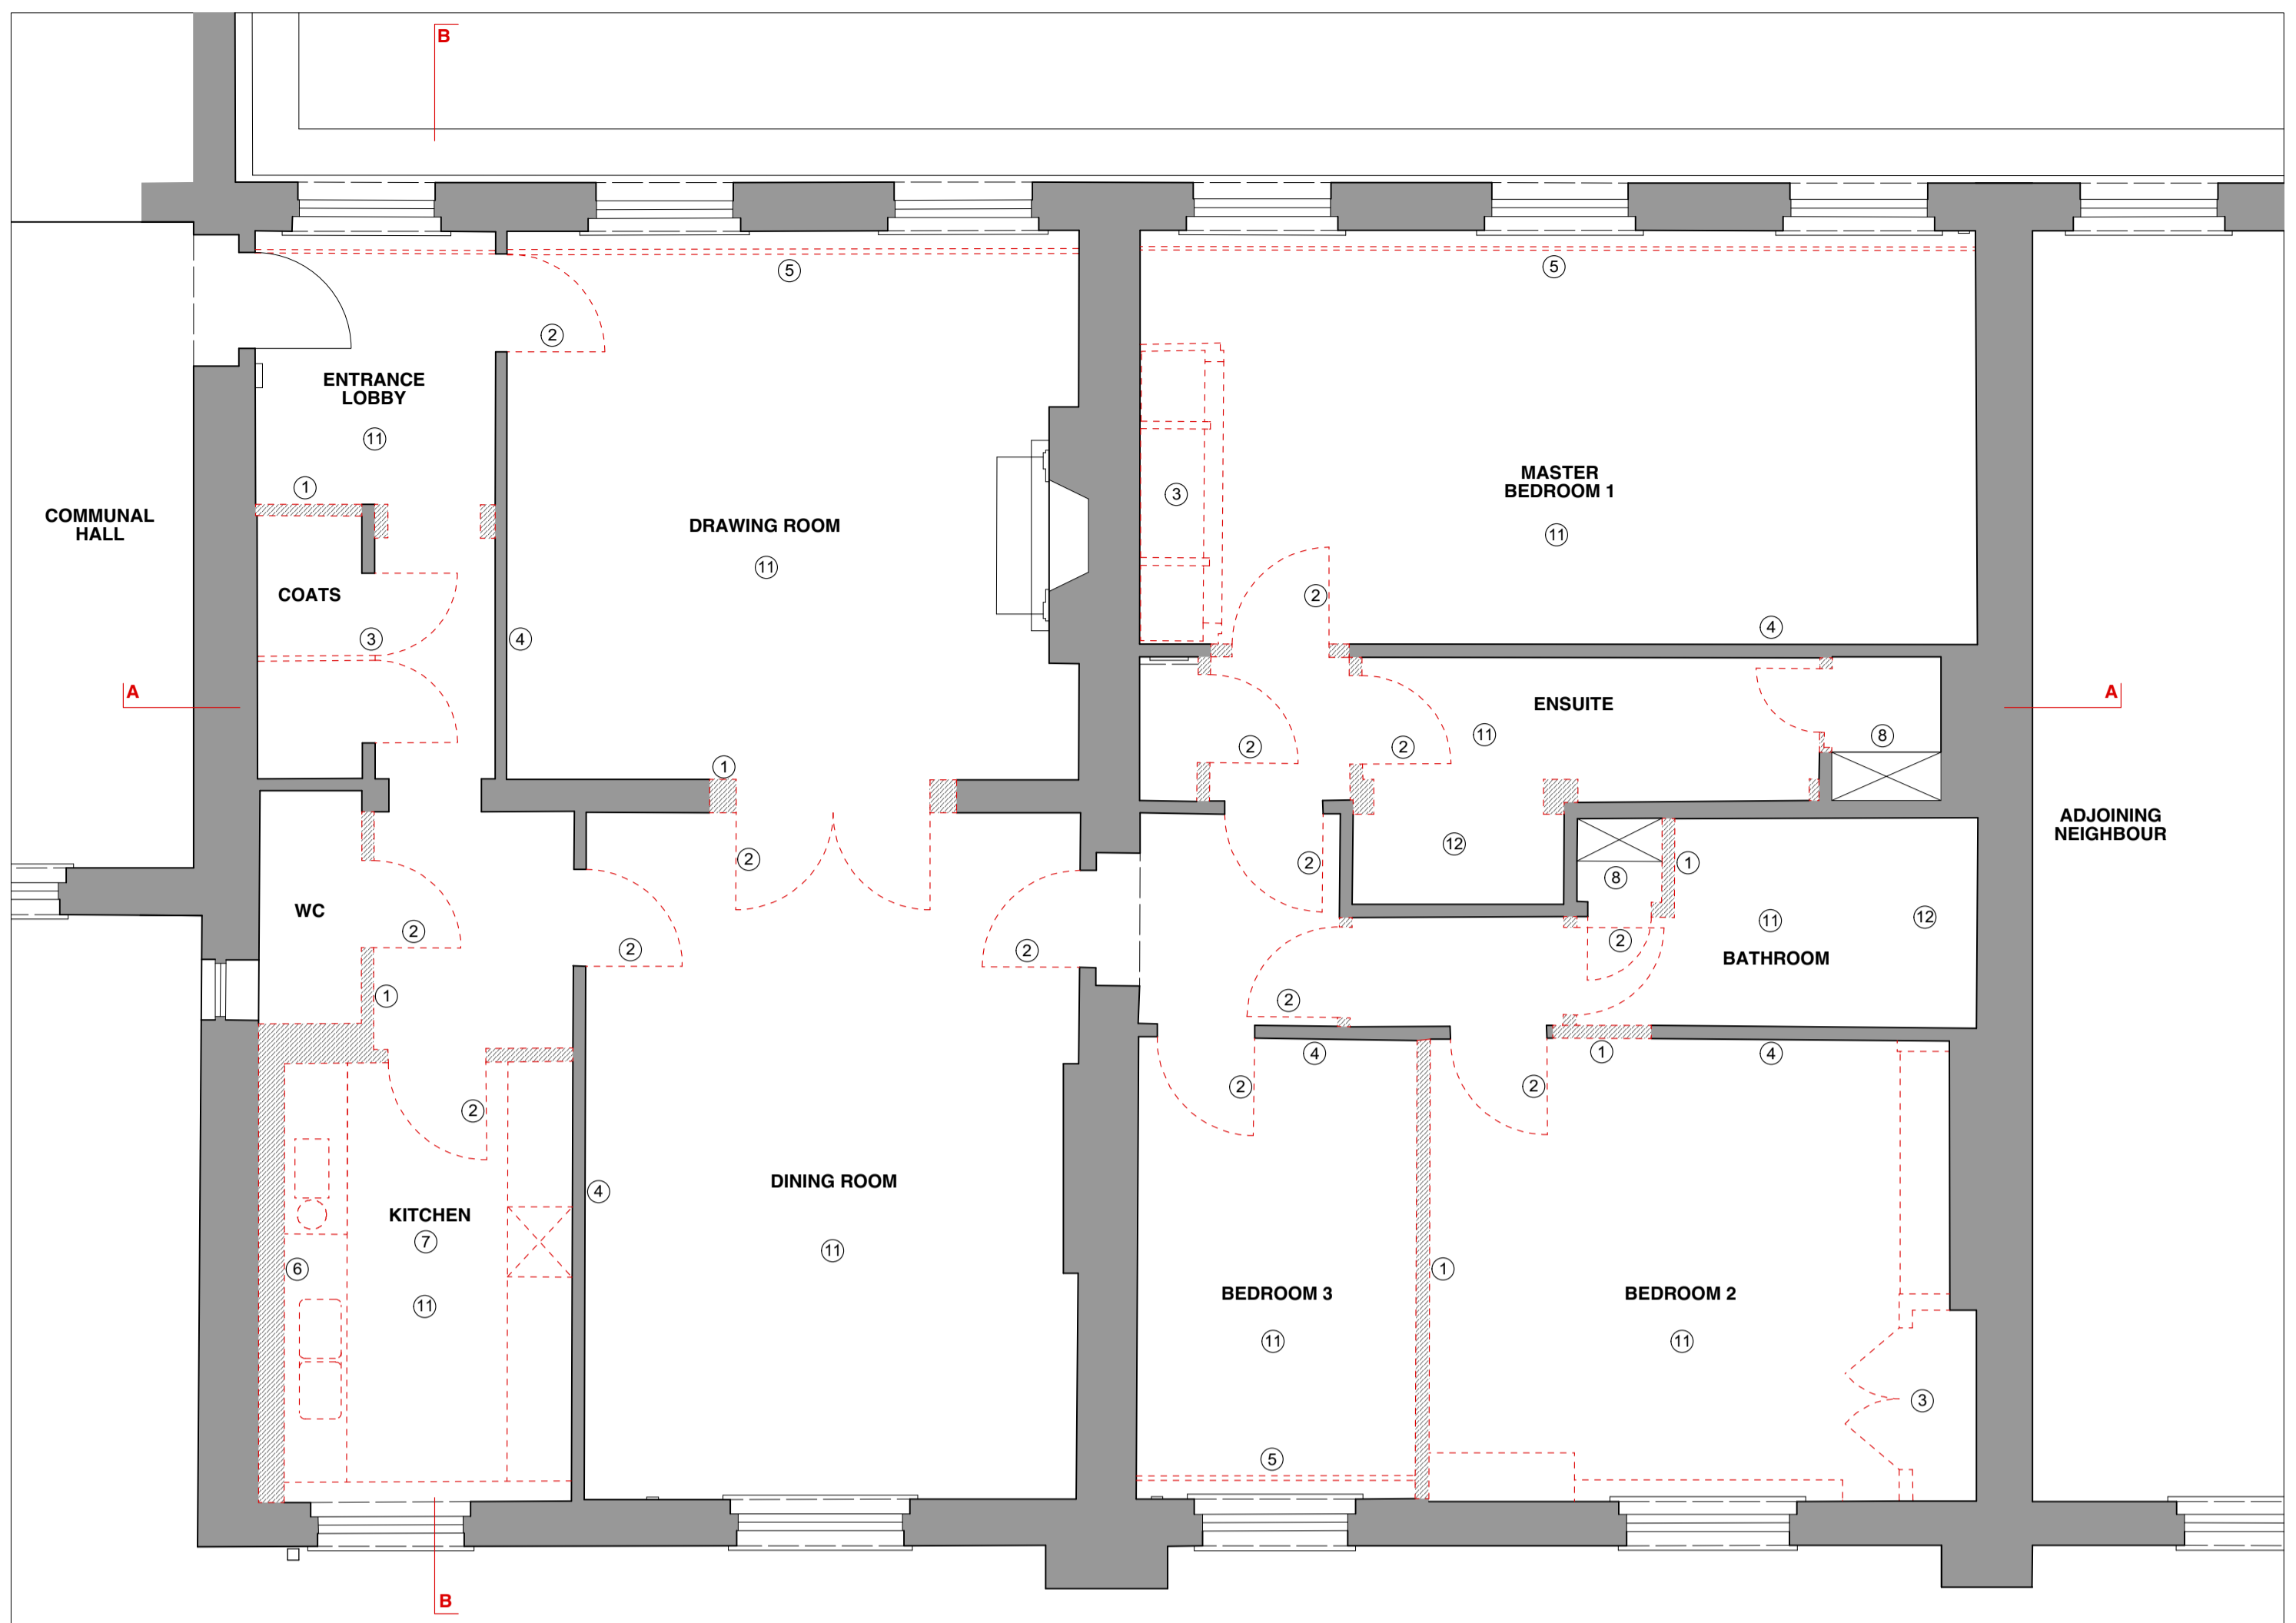 B
5
5
2
ENTRANCE
LOBBY
11
1
COMMUNAL
HALL
DRAWING ROOM
11
MASTER
BEDROOM 1
11
3
COATS
3
4
2
4
A
A
ENSUITE
11
2
2
8
1
2
2
12
8
1
ADJOINING
NEIGHBOUR
WC
2
2
2
11
12
2
BATHROOM
1
2
4
1
4
2
2
2
DINING ROOM
4
KITCHEN
7
11
6
11
BEDROOM 3
11
1
BEDROOM 2
11
3
5
B